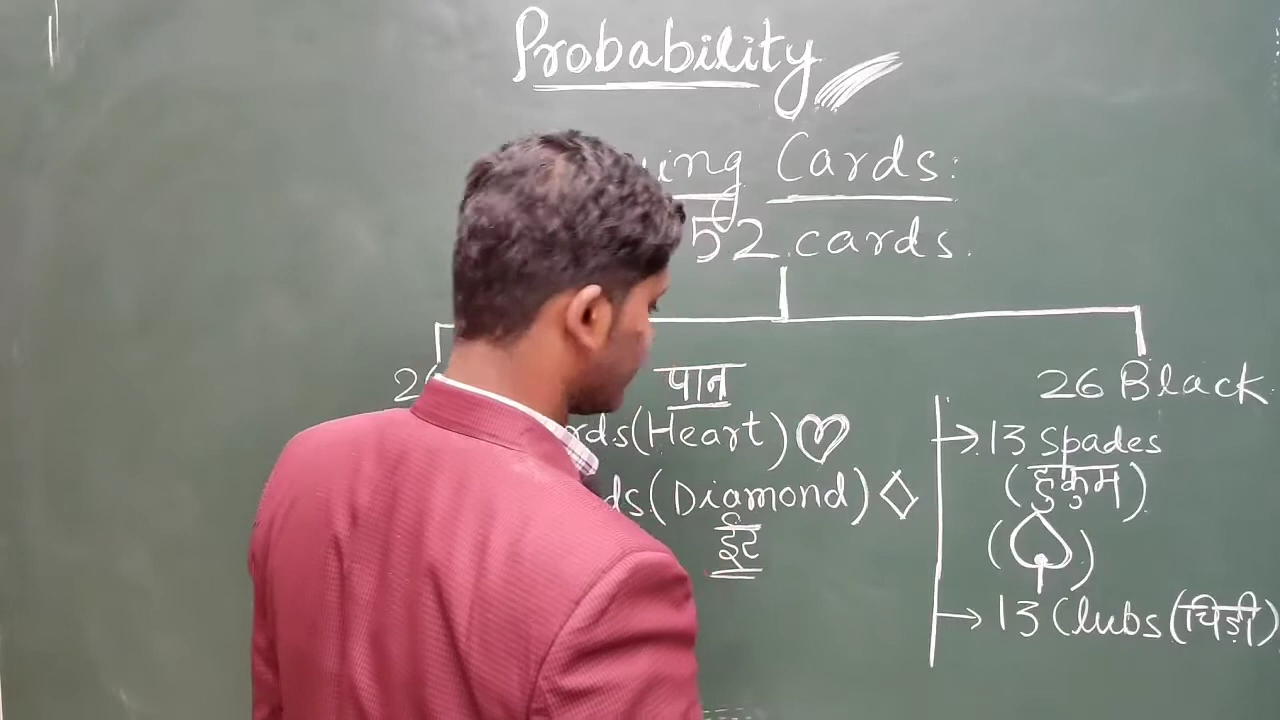 Probability
Cards:
52 cards.
पान
(Heart)
(Diamond)
ईंट
26 Black
13 Spades
(हुकुम)
13 Clubs (चिड़ी)